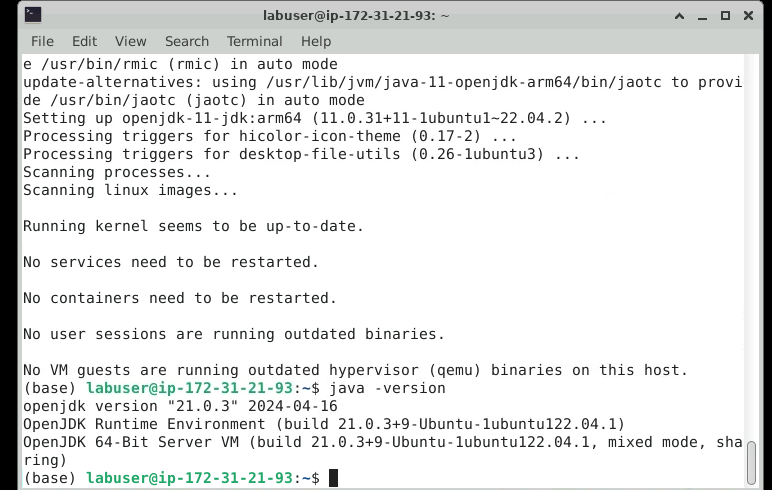 labuser@ip-172-31-21-93: ~
File Edit View Search Terminal Help
e /usr/bin/rmic (rmic) in auto mode
update-alternatives: using /usr/lib/jvm/java-11-openjdk-arm64/bin/jaotc to provi
de /usr/bin/jaotc (jaotc) in auto mode
Setting up openjdk-11-jdk:arm64 (11.0.31+11-1ubuntu1~22.04.2) ...
Processing triggers for hicolor-icon-theme (0.17-2) ...
Processing triggers for desktop-file-utils (0.26-1ubuntu3) ...
Scanning processes...
Scanning linux images...
Running kernel seems to be up-to-date.
No services need to be restarted.
No containers need to be restarted.
No user sessions are running outdated binaries.
No VM guests are running outdated hypervisor (qemu) binaries on this host.
(base) labuser@ip-172-31-21-93:~$ java -version
openjdk version "21.0.3" 2024-04-16
OpenJDK Runtime Environment (build 21.0.3+9-Ubuntu-1ubuntu122.04.1)
OpenJDK 64-Bit Server VM (build 21.0.3+9-Ubuntu-1ubuntu122.04.1, mixed mode, sha
ring)
(base) labuser@ip-172-31-21-93:~$